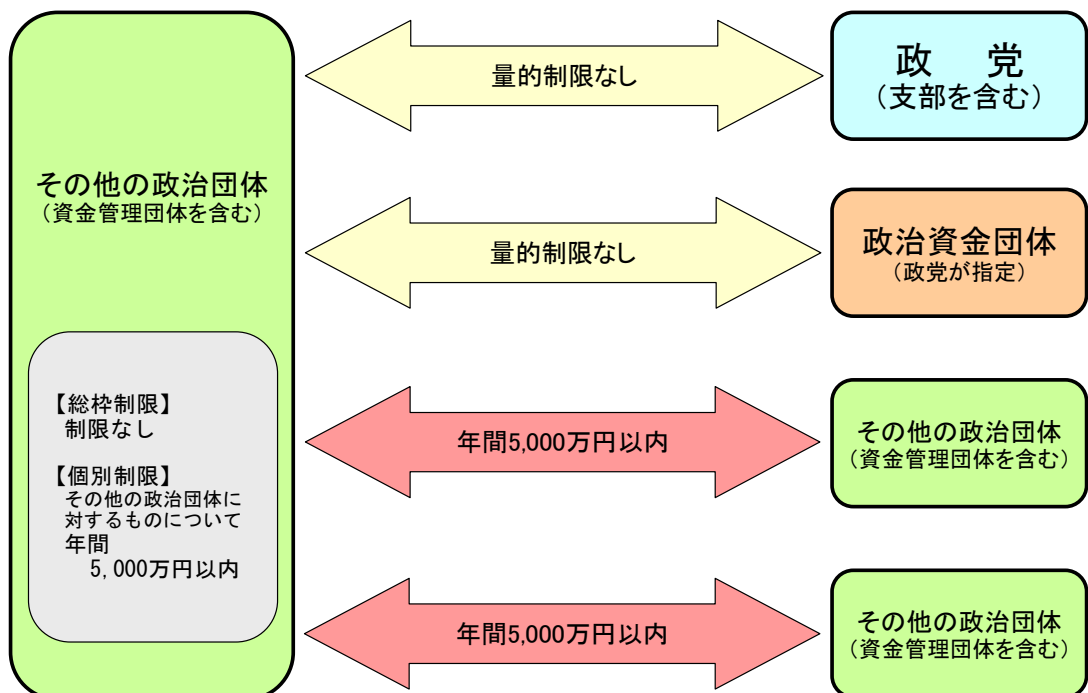 その他の政治団体
（資金管理団体を含む）
【総枠制限】
制限なし
【個別制限】
その他の政治団体に
対するものについて
年間
5,000万円以内
量的制限なし
政　党
（支部を含む）
量的制限なし
政治資金団体
（政党が指定）
年間5,000万円以内
その他の政治団体
（資金管理団体を含む）
年間5,000万円以内
その他の政治団体
（資金管理団体を含む）